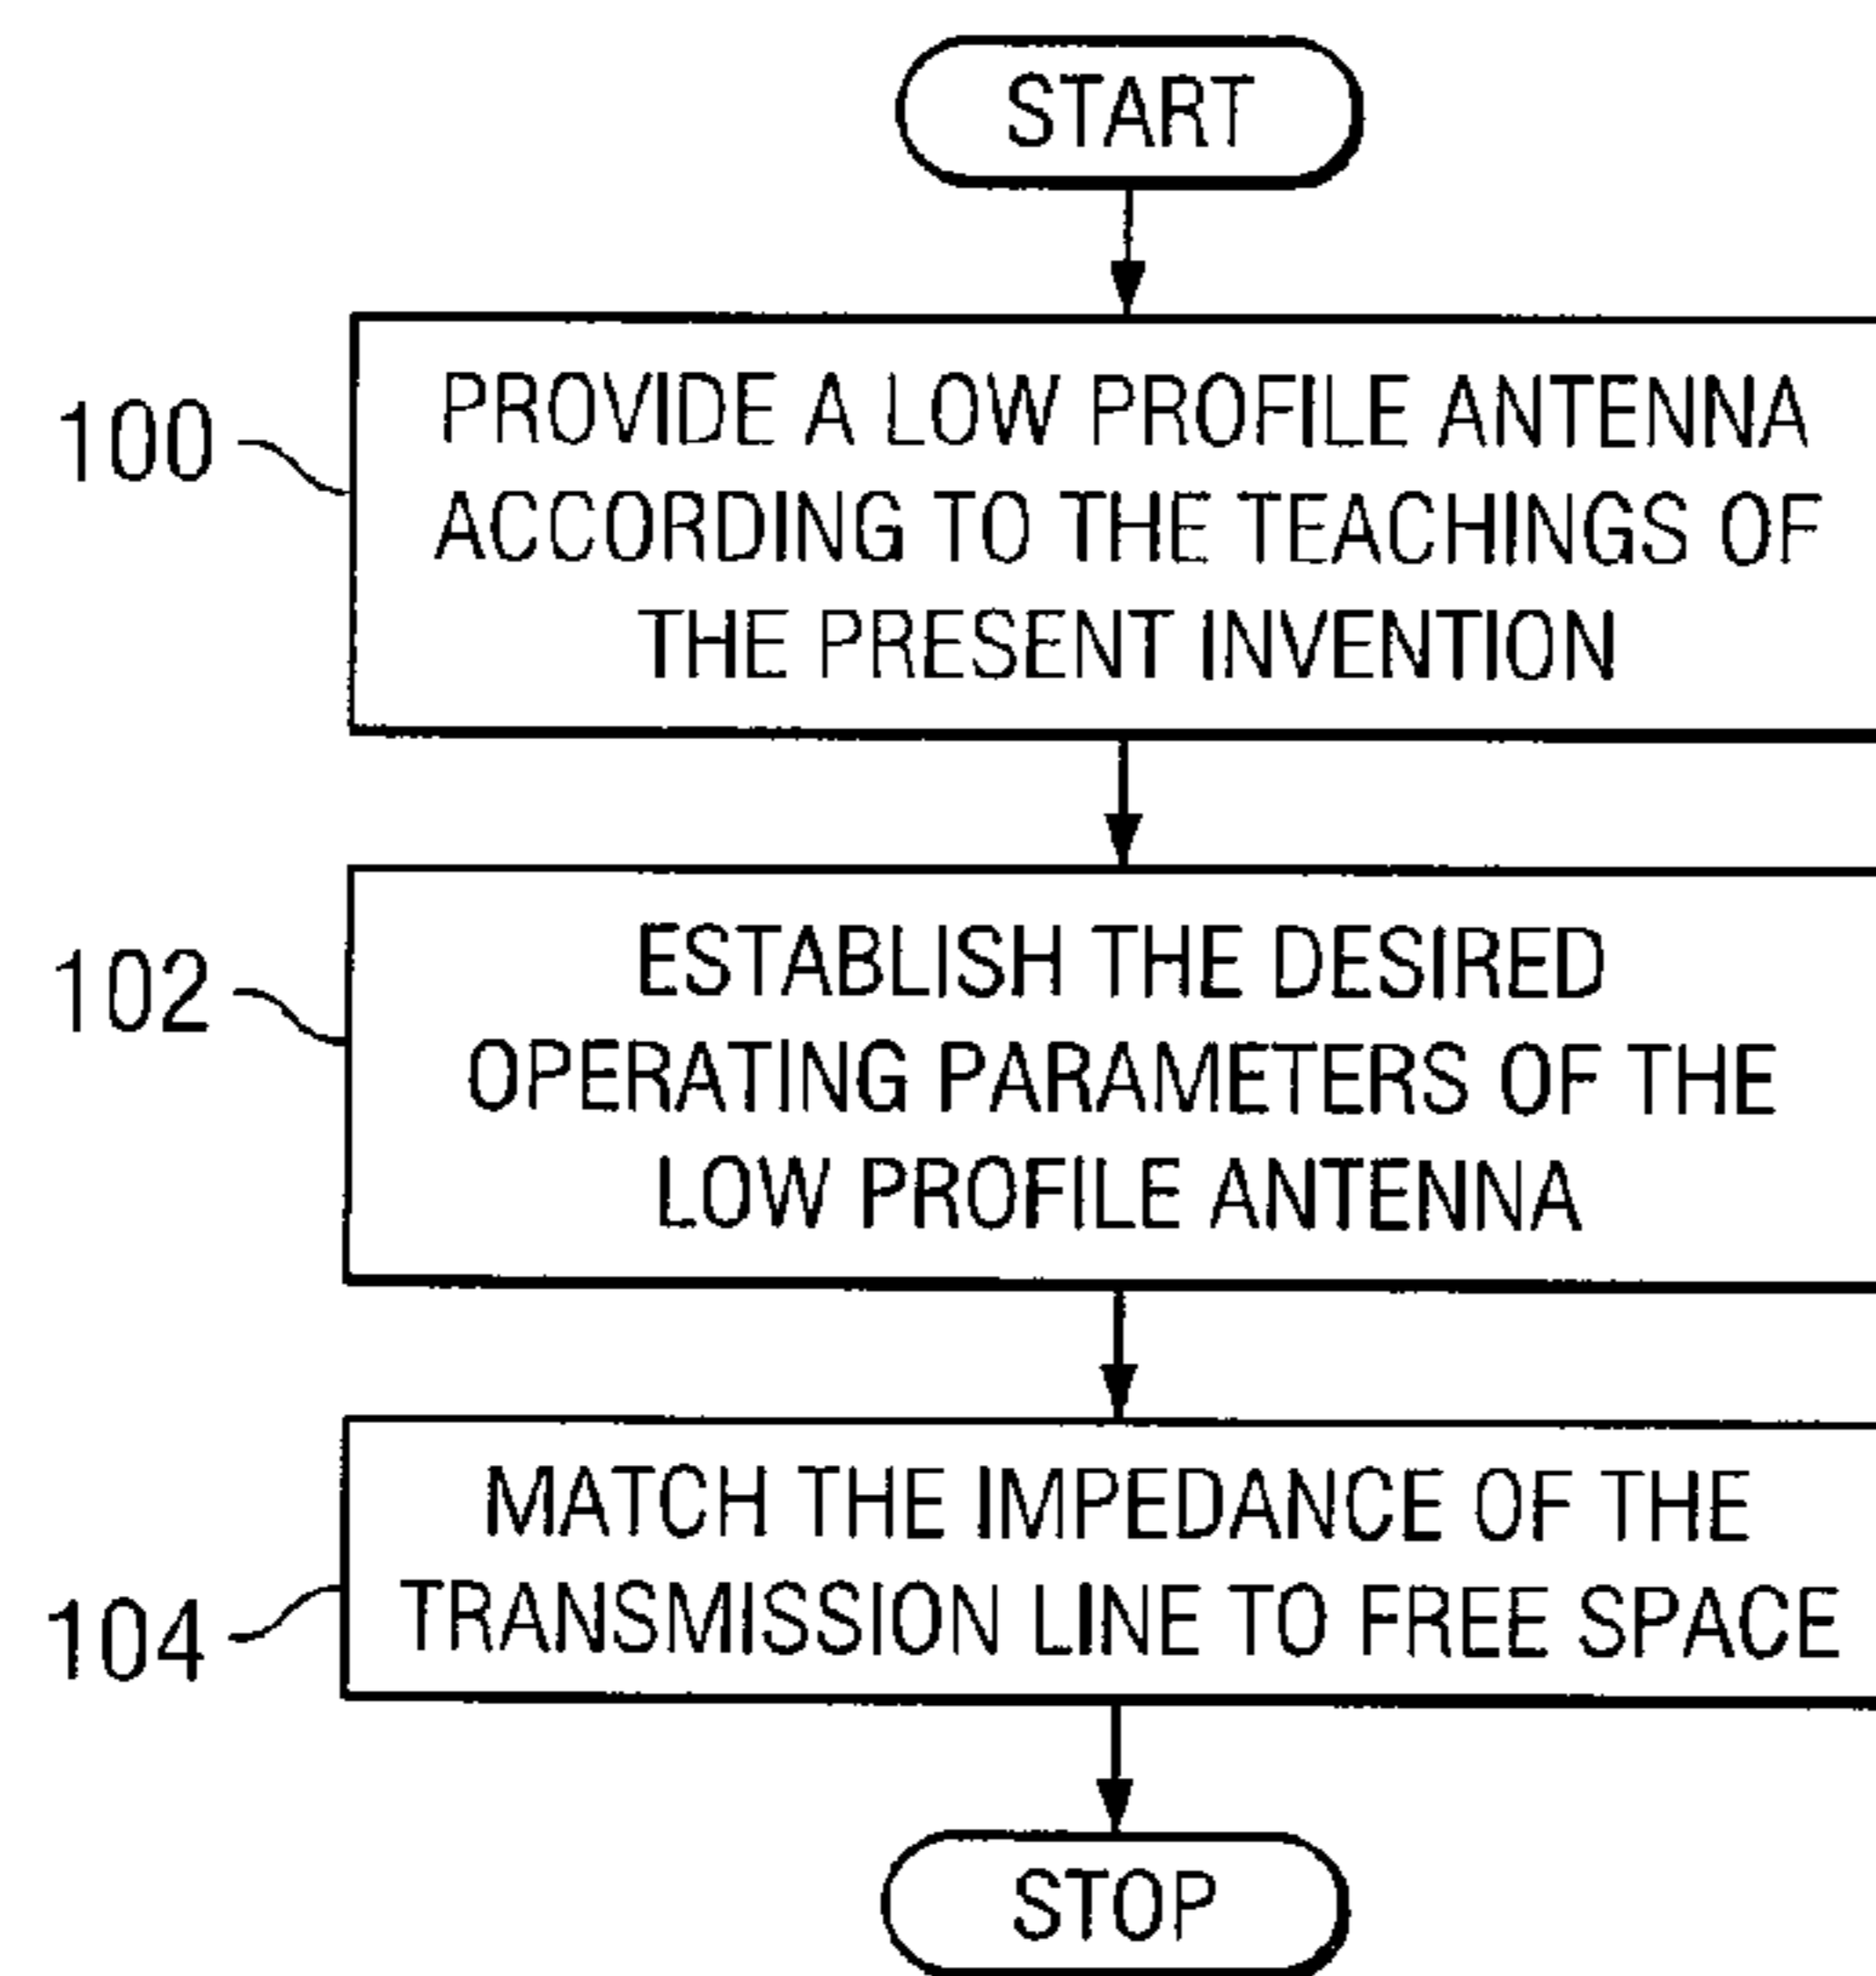 START
100
PROVIDE A LOW PROFILE ANTENNA
ACCORDING TO THE TEACHINGS OF
THE PRESENT INVENTION
102
ESTABLISH THE DESIRED
OPERATING PARAMETERS OF THE
LOW PROFILE ANTENNA
104
MATCH THE IMPEDANCE OF THE
TRANSMISSION LINE TO FREE SPACE
STOP